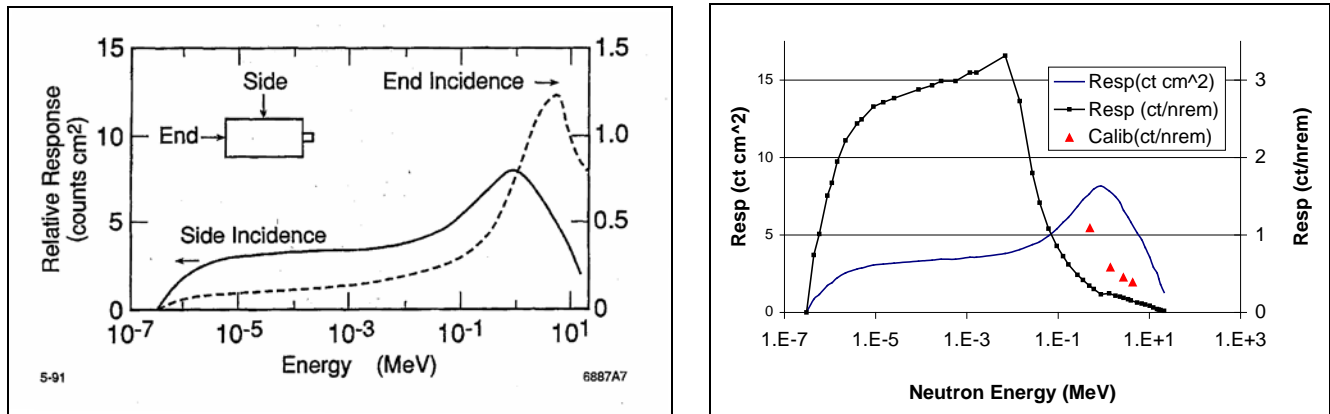 15
10
5
0
Relative Response
(counts cm²)
1.5
1.0
0.5
0
Side
End
End Incidence
Side Incidence
10⁻⁷ 10⁻⁵ 10⁻³ 10⁻¹ 10¹
Energy (MeV)
5-91
6887A7
15
10
5
0
Resp (ct cm^2)
3
2
1
0
Resp (ct/nrem)
Resp(ct cm^2)
Resp (ct/nrem)
Calib(ct/nrem)
1.E-7 1.E-5 1.E-3 1.E-1 1.E+1 1.E+3
Neutron Energy (MeV)